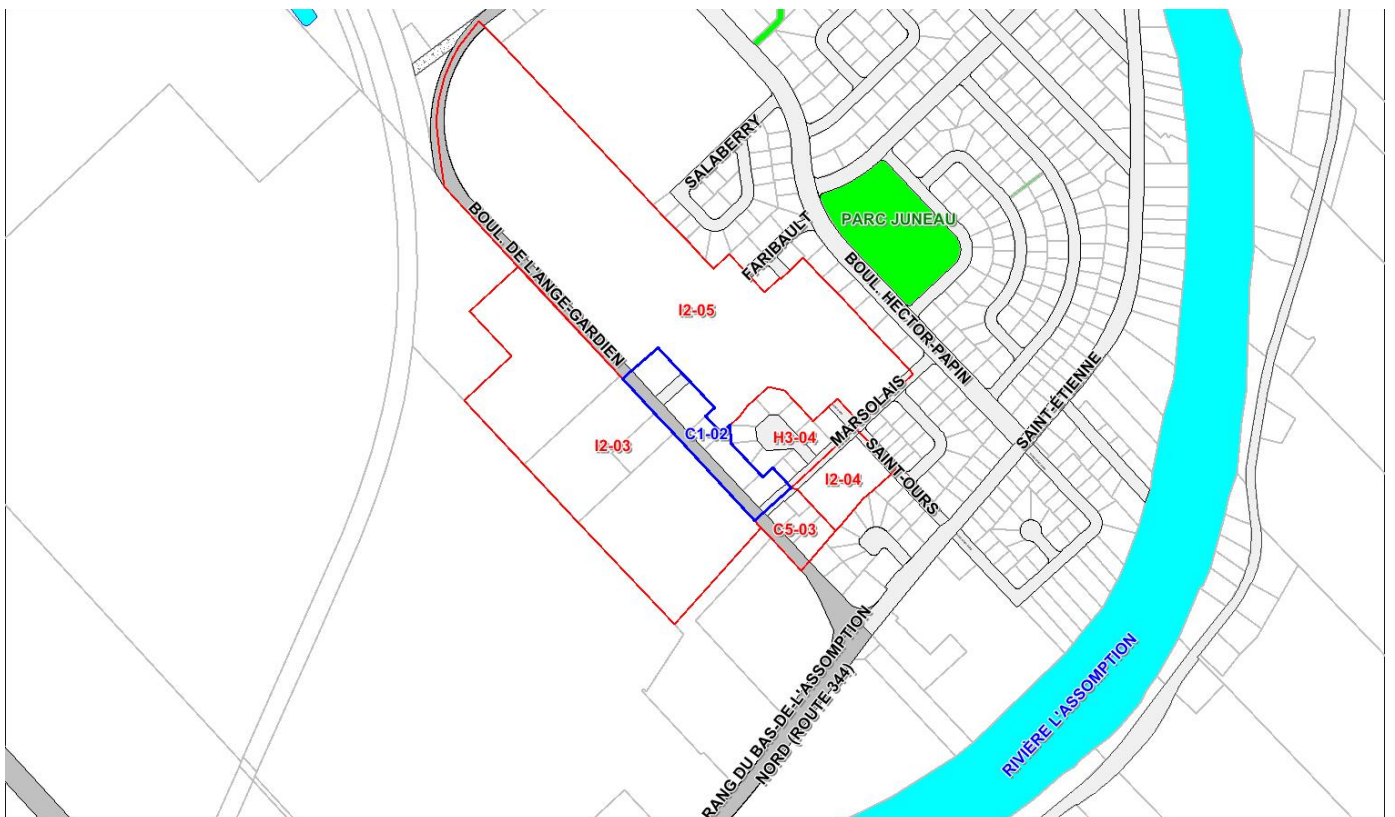 SALABERRY
PARC JUNEAU
FARIBAULT
BOUL. DE L'ANGE-GARDIEN
BOUL. HECTOR-PAPIN
I2-05
SAINT-ÉTIENNE
MARSOLAIS
C1-02
H3-04
I2-03
SAINT-OURS
I2-04
C5-03
RANG DU BAS-DE-L'ASSOMPTION
NORD (ROUTE 344)
RIVIÈRE L'ASSOMPTION